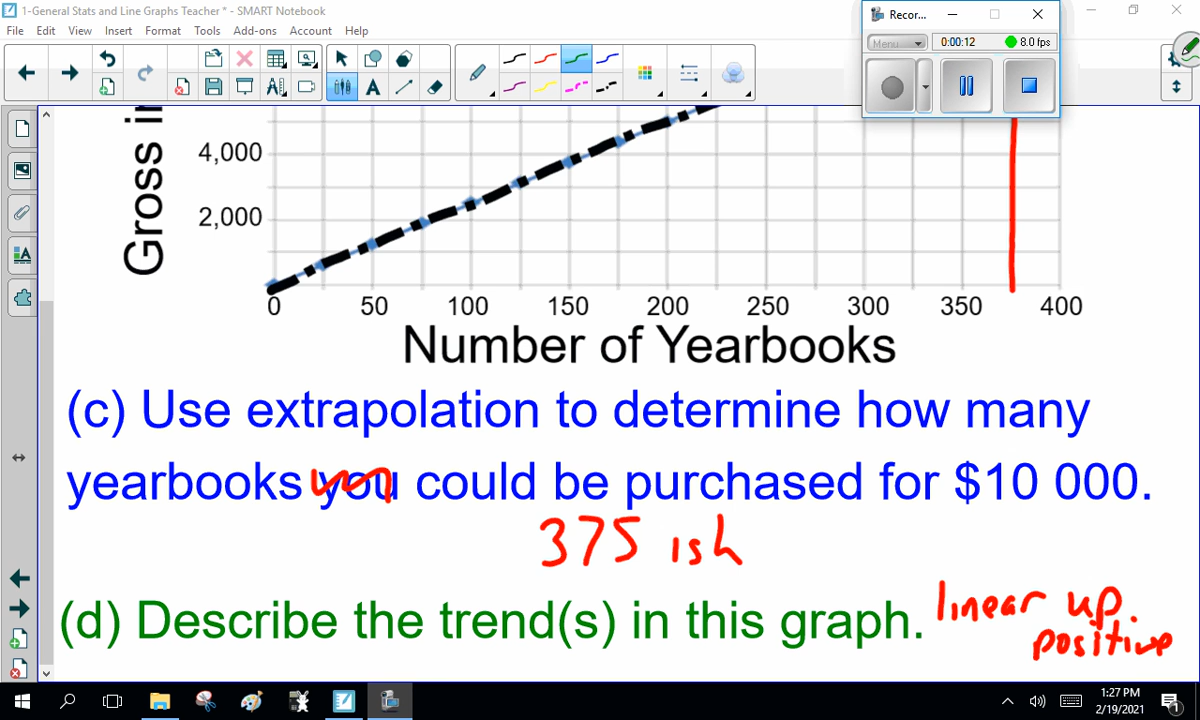 1-General Stats and Line Graphs Teacher * - SMART Notebook
Recor...
File Edit View Insert Format Tools Add-ons Account Help
Menu 0:00:12 8.0 fps
Gross in
4,000
2,000
0 50 100 150 200 250 300 350 400
Number of Yearbooks
(c) Use extrapolation to determine how many
yearbooks you could be purchased for $10 000.
375 ish
(d) Describe the trend(s) in this graph.
linear up.
positive
1:27 PM
2/19/2021
1